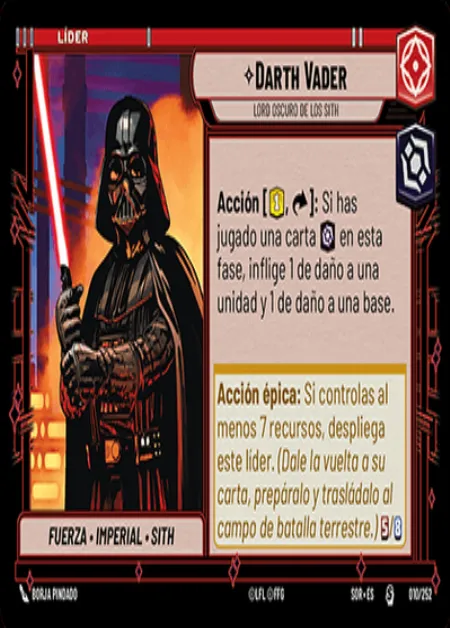 LÍDER
DARTH VADER
LORD OSCURO DE LOS SITH
Acción [1, ]: Si has
jugado una carta en esta
fase, inflige 1 de daño a una
unidad y 1 de daño a una base.
Acción épica: Si controlas al
menos 7 recursos, despliega
este líder. (Dale la vuelta a su
carta, prepáralo y trasládalo al
campo de batalla terrestre.) 5/8
FUERZA • IMPERIAL • SITH
BORJA PINDADO
©LFL ©FFG
SOR • ES
010/252